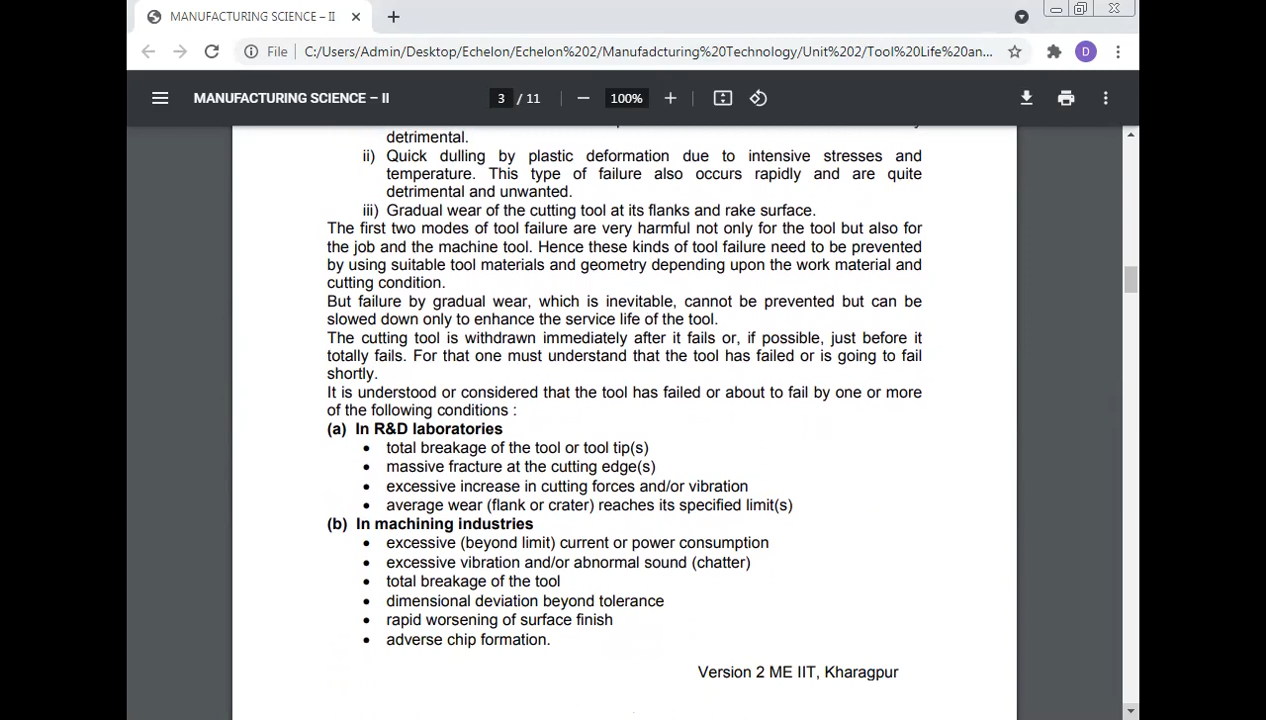 MANUFACTURING SCIENCE – II
File
C:/Users/Admin/Desktop/Echelon/Echelon%202/Manufadcturing%20Technology/Unit%202/Tool%20Life%20an...
D
MANUFACTURING SCIENCE – II
3 / 11
100%
detrimental.
ii) Quick dulling by plastic deformation due to intensive stresses and
temperature. This type of failure also occurs rapidly and are quite
detrimental and unwanted.
iii) Gradual wear of the cutting tool at its flanks and rake surface.
The first two modes of tool failure are very harmful not only for the tool but also for
the job and the machine tool. Hence these kinds of tool failure need to be prevented
by using suitable tool materials and geometry depending upon the work material and
cutting condition.
But failure by gradual wear, which is inevitable, cannot be prevented but can be
slowed down only to enhance the service life of the tool.
The cutting tool is withdrawn immediately after it fails or, if possible, just before it
totally fails. For that one must understand that the tool has failed or is going to fail
shortly.
It is understood or considered that the tool has failed or about to fail by one or more
of the following conditions :
(a) In R&D laboratories
• total breakage of the tool or tool tip(s)
• massive fracture at the cutting edge(s)
• excessive increase in cutting forces and/or vibration
• average wear (flank or crater) reaches its specified limit(s)
(b) In machining industries
• excessive (beyond limit) current or power consumption
• excessive vibration and/or abnormal sound (chatter)
• total breakage of the tool
• dimensional deviation beyond tolerance
• rapid worsening of surface finish
• adverse chip formation.
Version 2 ME IIT, Kharagpur